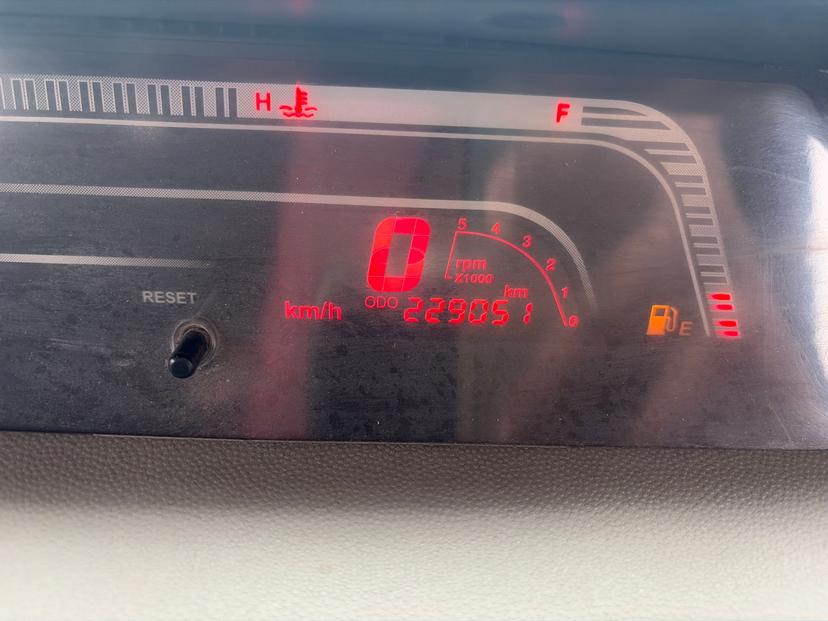 H F
5 4 3 2 1 0
0
rpm
X1000
RESET
km
km/h ODO 229051
E